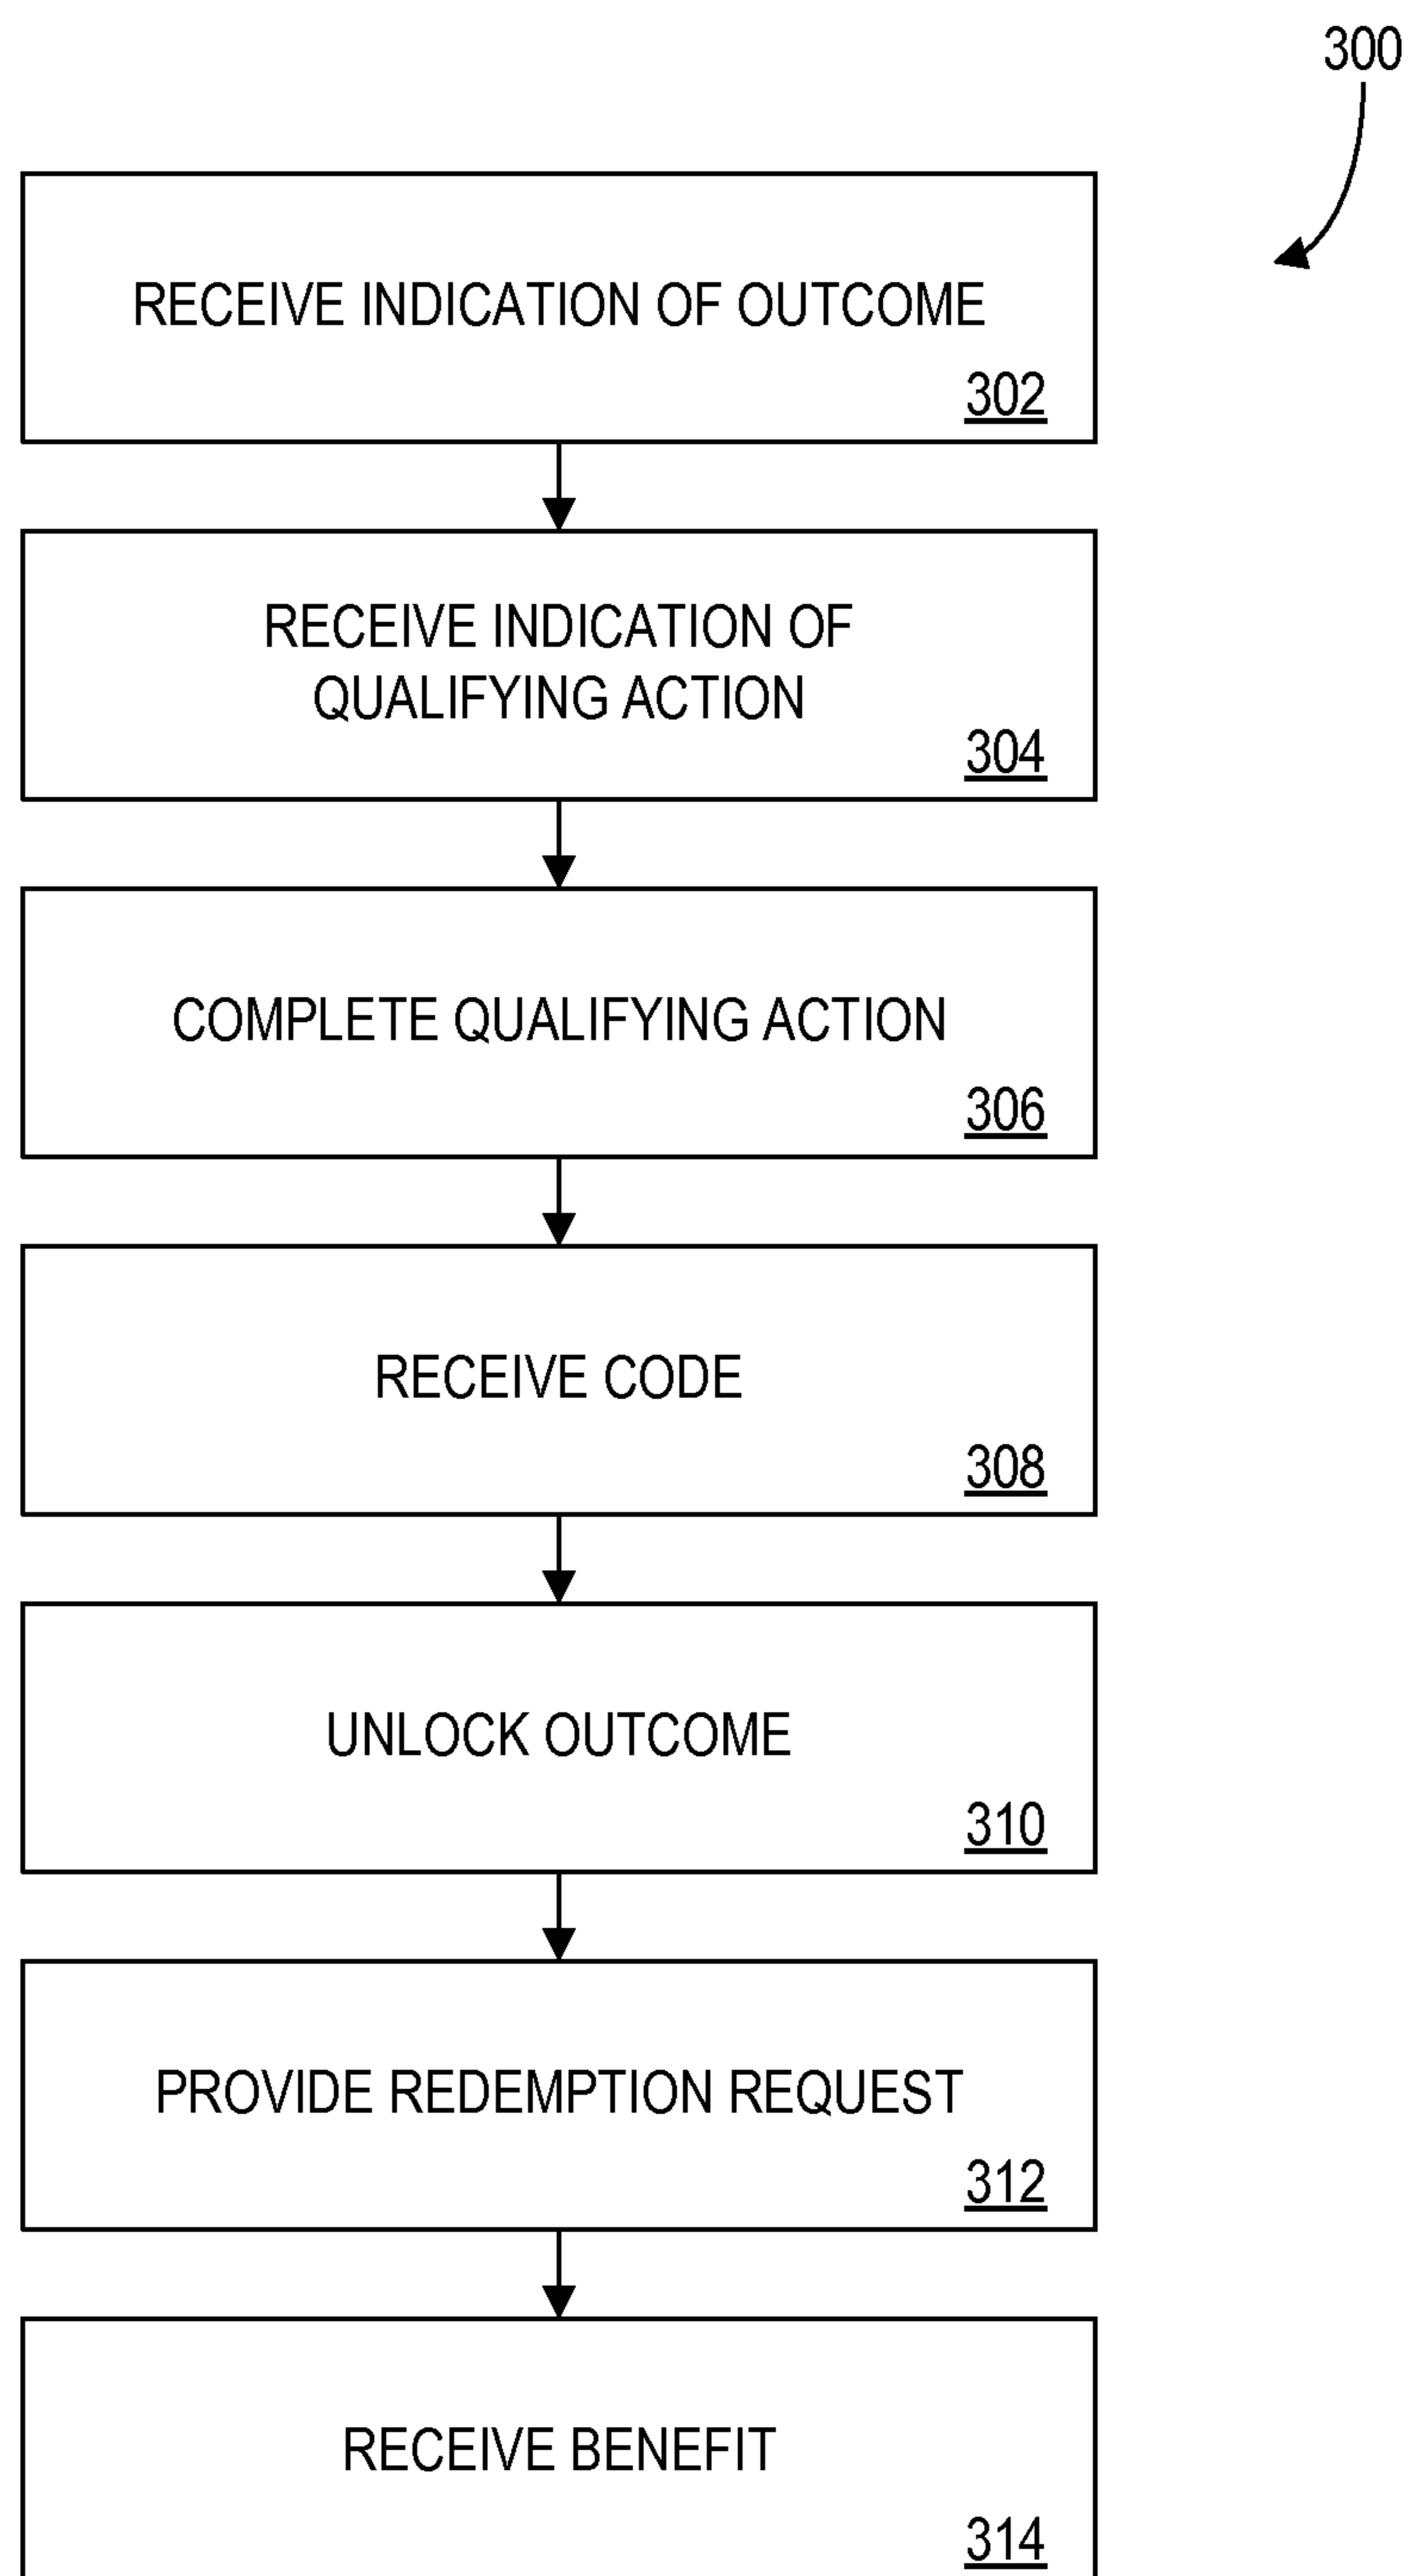 300
RECEIVE INDICATION OF OUTCOME
302
RECEIVE INDICATION OF
QUALIFYING ACTION
304
COMPLETE QUALIFYING ACTION
306
RECEIVE CODE
308
UNLOCK OUTCOME
310
PROVIDE REDEMPTION REQUEST
312
RECEIVE BENEFIT
314